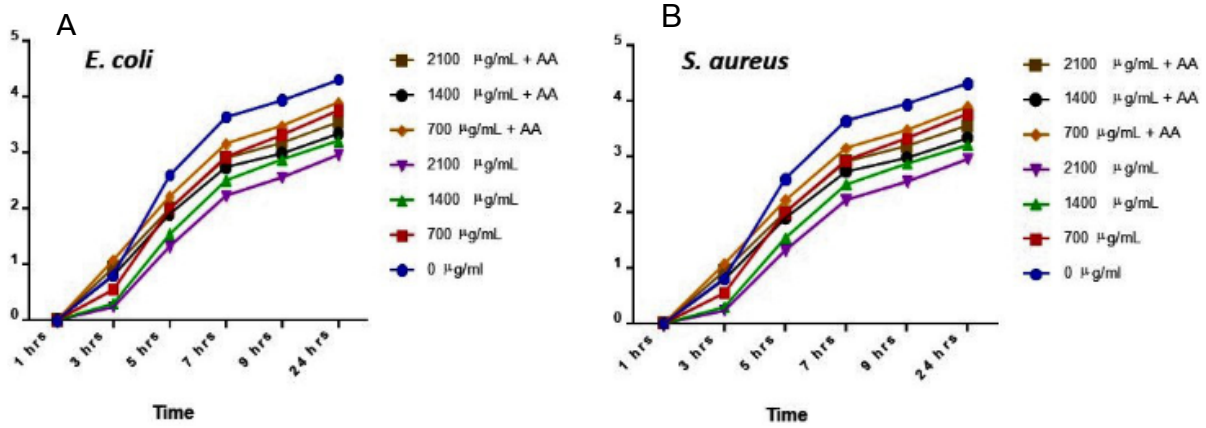 A
E. coli
5
4
3
2
1
0
1 hrs
3 hrs
5 hrs
7 hrs
9 hrs
24 hrs
Time
2100 μg/mL + AA
1400 μg/mL + AA
700 μg/mL + AA
2100 μg/mL
1400 μg/mL
700 μg/mL
0 μg/ml
B
S. aureus
5
4
3
2
1
0
1 hrs
3 hrs
5 hrs
7 hrs
9 hrs
24 hrs
Time
2100 μg/mL + AA
1400 μg/mL + AA
700 μg/mL + AA
2100 μg/mL
1400 μg/mL
700 μg/mL
0 μg/ml